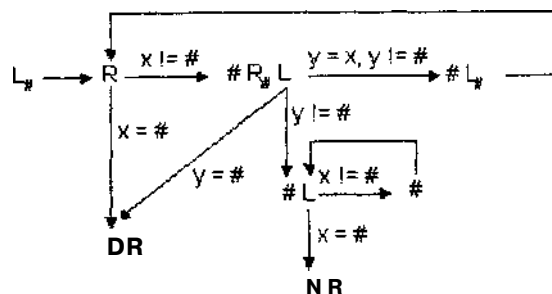 L# R x != # # R# L y = x, y != # # L#
x = # y = # y != #
# L x != # #
DR x = #
N R